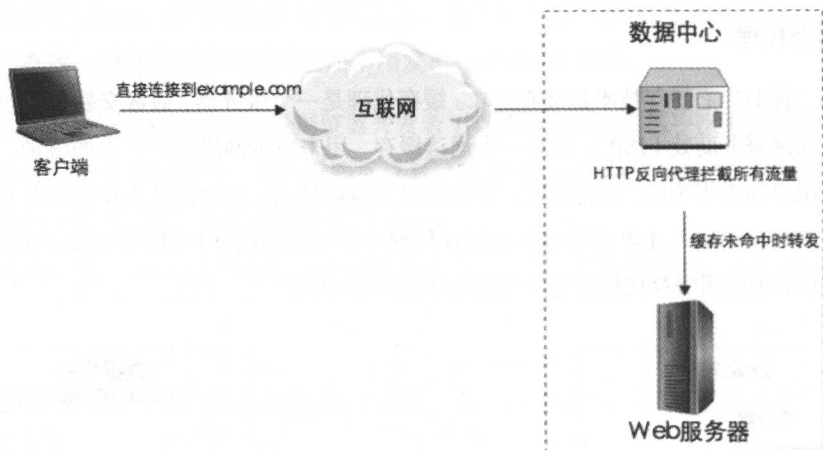 数据中心
直接连接到example.com
互联网
客户端
HTTP反向代理拦截所有流量
缓存未命中时转发
Web服务器